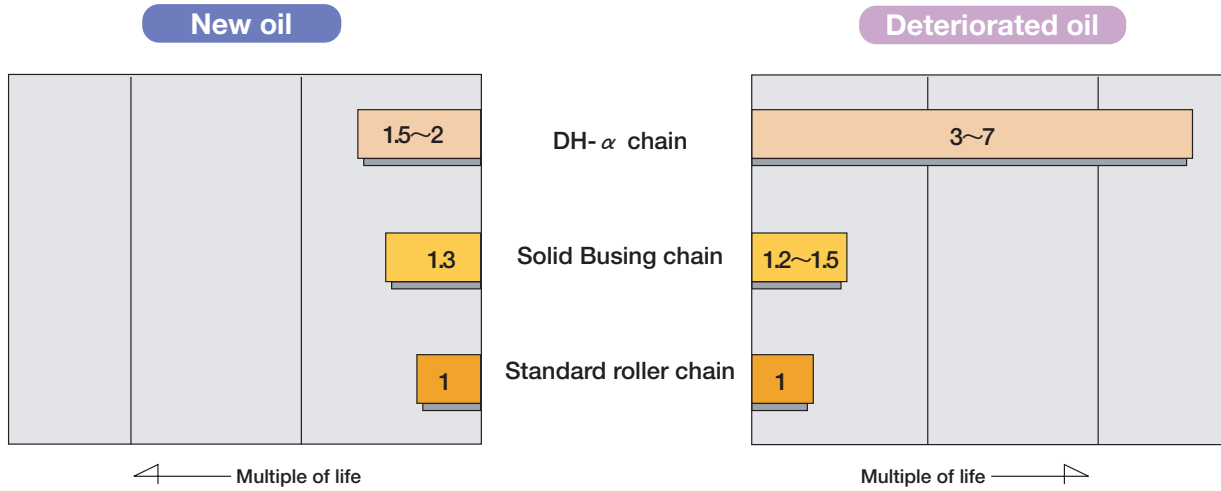 New oil
Deteriorated oil
1.5～2
DH-α chain
3～7
1.3
Solid Busing chain
1.2～1.5
1
Standard roller chain
1
Multiple of life
Multiple of life